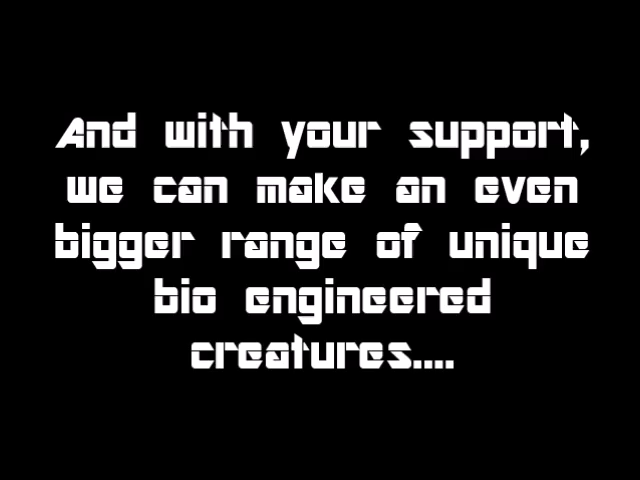 And with your support,
we can make an even
bigger range of unique
bio engineered
creatures....